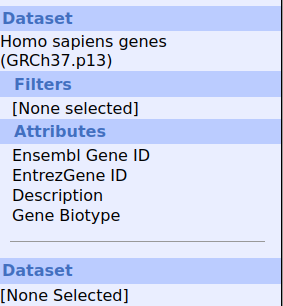 Dataset
Homo sapiens genes
(GRCh37.p13)
Filters
[None selected]
Attributes
Ensembl Gene ID
EntrezGene ID
Description
Gene Biotype
Dataset
[None Selected]